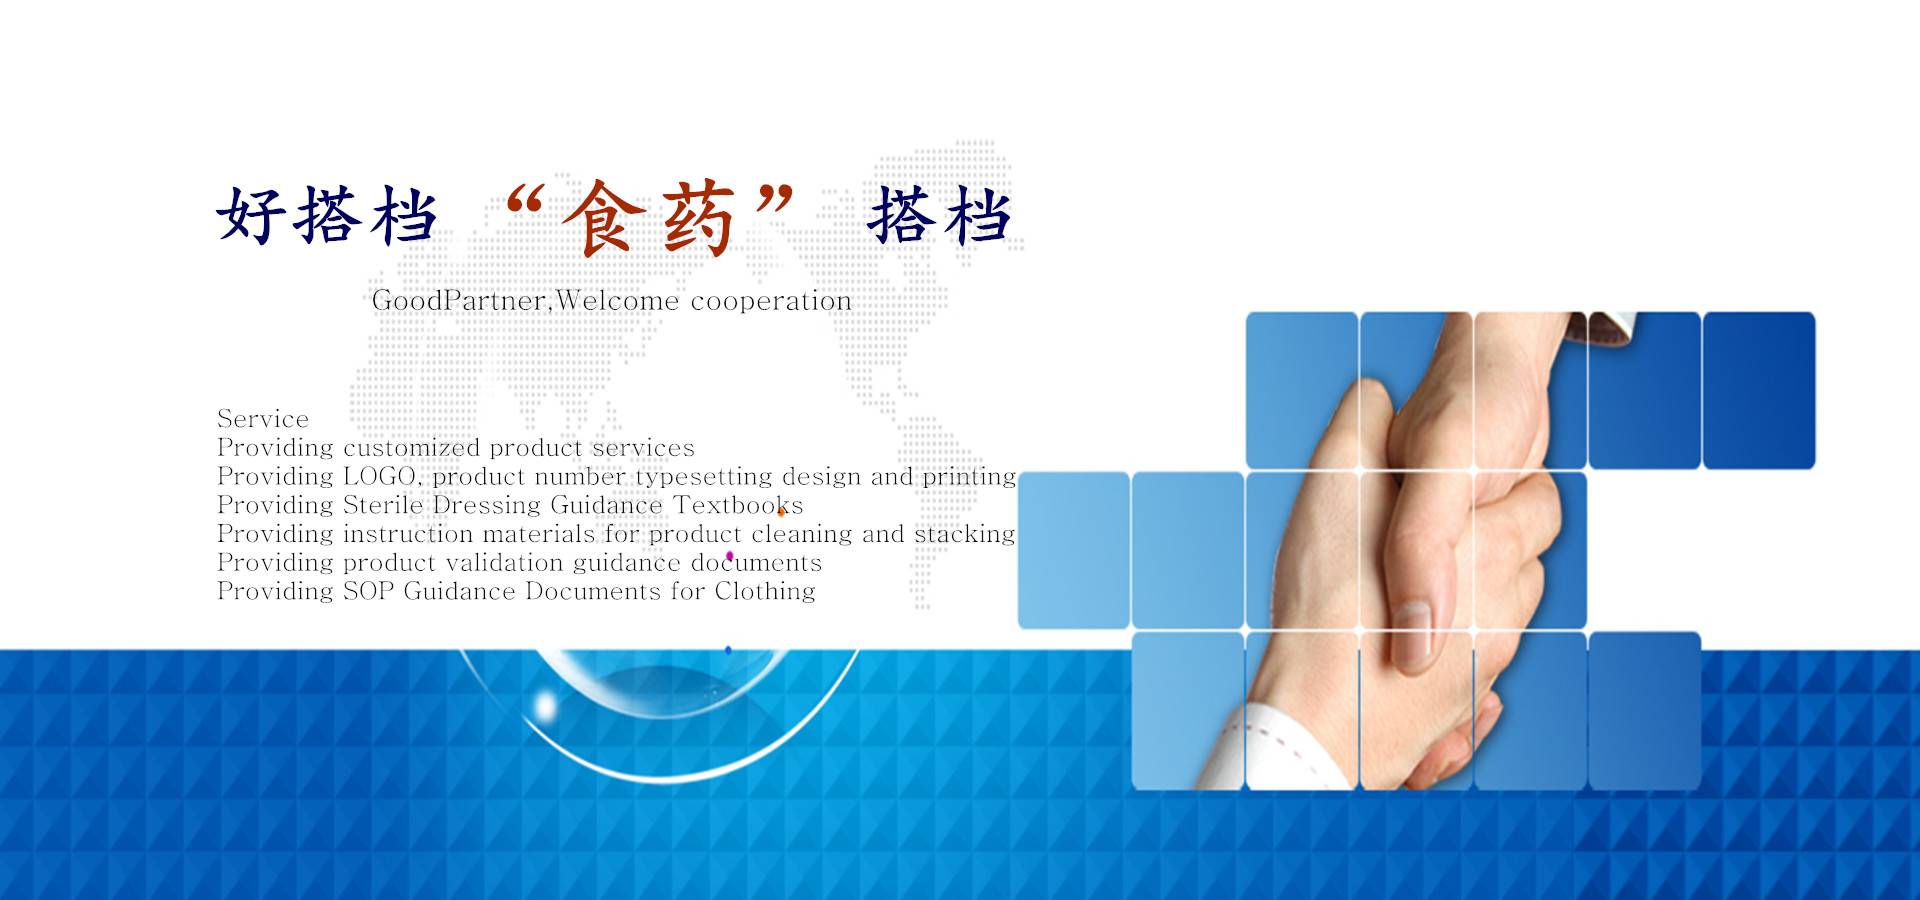 好搭档 “食药” 搭档
GoodPartner,Welcome cooperation
Service
Providing customized product services
Providing LOGO, product number typesetting design and printing
Providing Sterile Dressing Guidance Textbooks
Providing instruction materials for product cleaning and stacking
Providing product validation guidance documents
Providing SOP Guidance Documents for Clothing